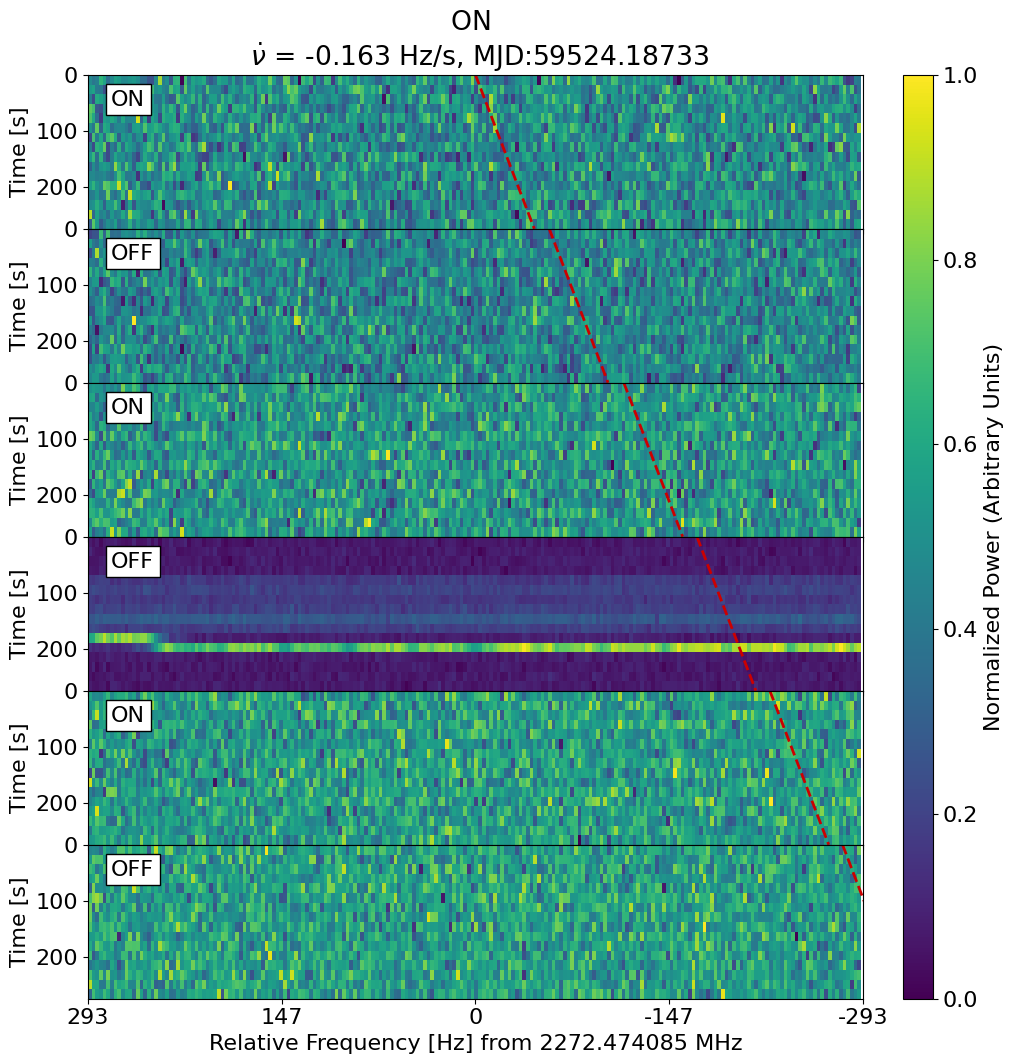 ON
ν̇ = -0.163 Hz/s, MJD:59524.18733
0
100
200
Time [s]
ON
0
100
200
Time [s]
OFF
0
100
200
Time [s]
ON
0
100
200
Time [s]
OFF
0
100
200
Time [s]
ON
0
100
200
Time [s]
OFF
293 147 0 -147 -293
Relative Frequency [Hz] from 2272.474085 MHz
1.0
0.8
0.6
0.4
0.2
0.0
Normalized Power (Arbitrary Units)